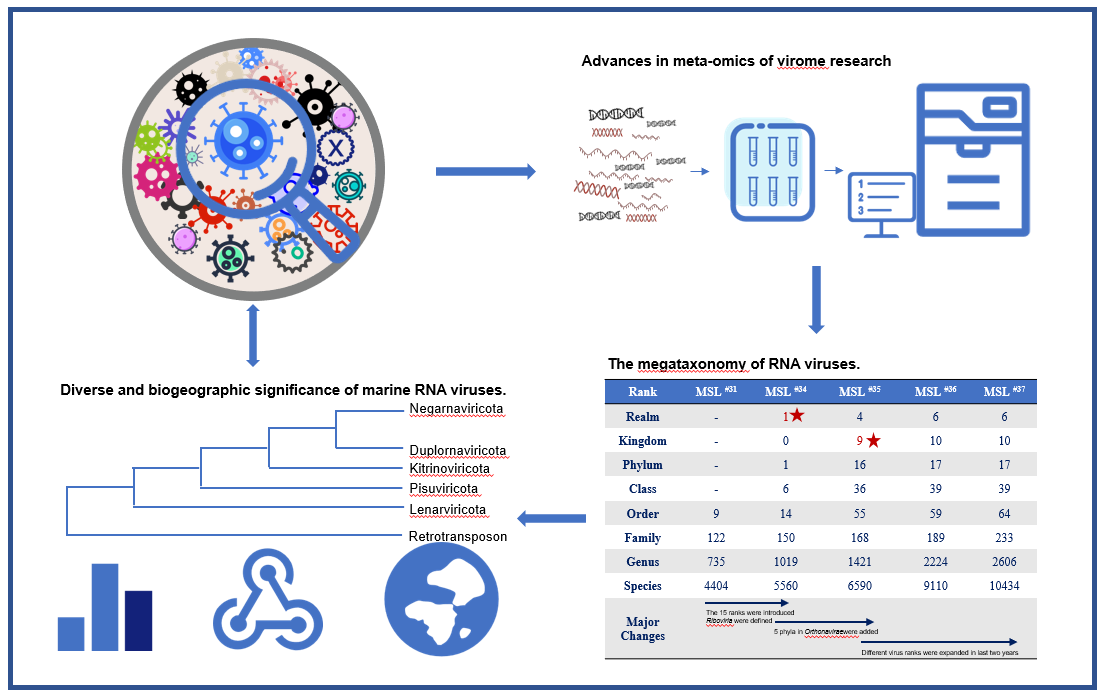 Advances in meta-omics of virome research
X
1
2
3
The megataxonomy of RNA viruses.
Rank MSL #31 MSL #34 MSL #35 MSL #36 MSL #37
Realm - 1 4 6 6
Kingdom - 0 9 10 10
Phylum - 1 16 17 17
Class - 6 36 39 39
Order 9 14 55 59 64
Family 122 150 168 189 233
Genus 735 1019 1421 2224 2606
Species 4404 5560 6590 9110 10434
Major
Changes
The 15 ranks were introduced
Riboviria were defined
5 phyla in Orthonaviraewere added
Different virus ranks were expanded in last two years
Diverse and biogeographic significance of marine RNA viruses.
Negarnaviricota
Duplornaviricota
Kitrinoviricota
Pisuviricota
Lenarviricota
Retrotransposon